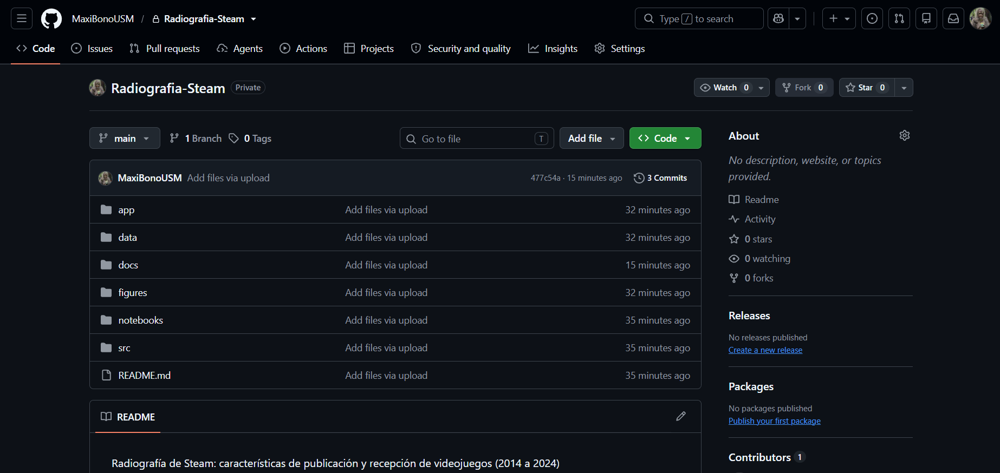 MaxiBonoUSM / Radiografia-Steam
Type / to search
Code Issues Pull requests Agents Actions Projects Security and quality Insights Settings
Radiografia-Steam Private
Watch 0 Fork 0 Star 0
main 1 Branch 0 Tags
Go to file T Add file Code
MaxiBonoUSM Add files via upload 477c54a · 15 minutes ago 3 Commits
app Add files via upload 32 minutes ago
data Add files via upload 32 minutes ago
docs Add files via upload 15 minutes ago
figures Add files via upload 32 minutes ago
notebooks Add files via upload 35 minutes ago
src Add files via upload 35 minutes ago
README.md Add files via upload 35 minutes ago
README
Radiografía de Steam: características de publicación y recepción de videojuegos (2014 a 2024)
About
No description, website, or topics
provided.
Readme
Activity
0 stars
0 watching
0 forks
Releases
No releases published
Create a new release
Packages
No packages published
Publish your first package
Contributors 1